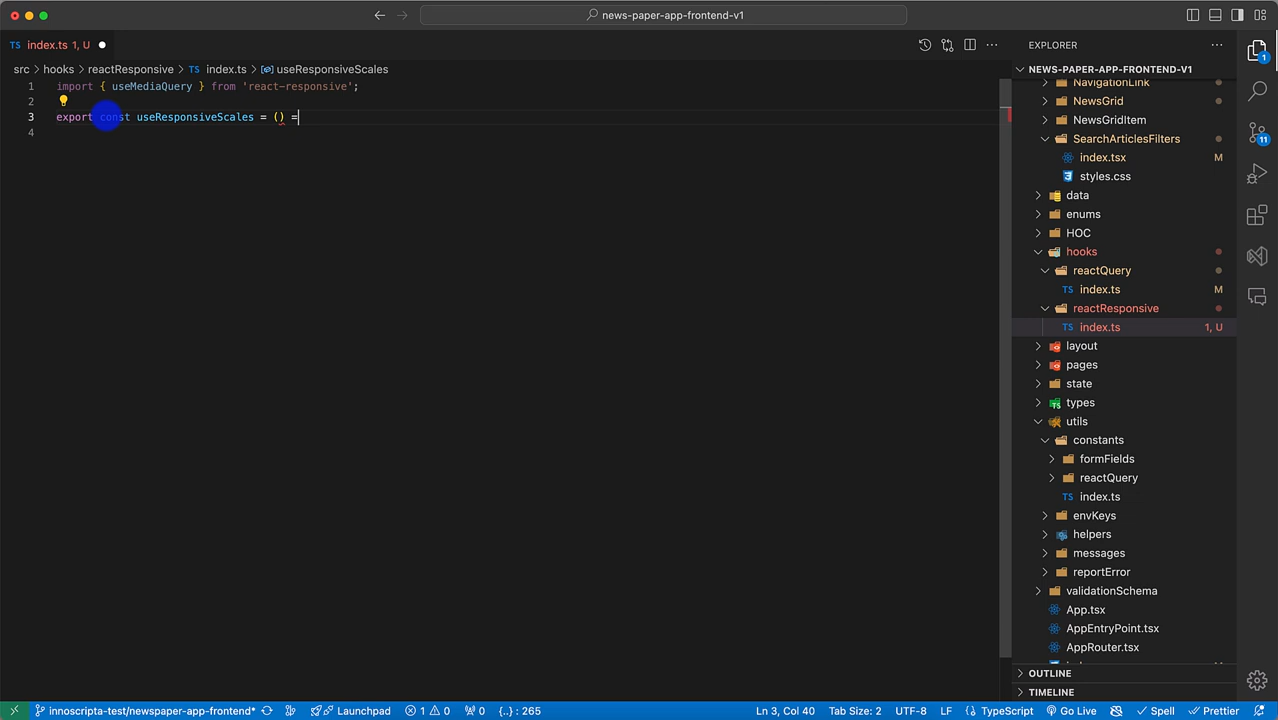 news-paper-app-frontend-v1
TS index.ts 1, U
EXPLORER
src > hooks > reactResponsive > TS index.ts > useResponsiveScales
1 import { useMediaQuery } from 'react-responsive';
2
3 export const useResponsiveScales = () =
4
NEWS-PAPER-APP-FRONTEND-V1
NavigationLink
NewsGrid
NewsGridItem
SearchArticlesFilters
index.tsx M
styles.css
data
enums
HOC
hooks
reactQuery
TS index.ts M
reactResponsive
TS index.ts 1, U
layout
pages
state
types
utils
constants
formFields
reactQuery
TS index.ts
envKeys
helpers
messages
reportError
validationSchema
App.tsx
AppEntryPoint.tsx
AppRouter.tsx
OUTLINE
TIMELINE
1
11
innoscripta-test/newspaper-app-frontend* Launchpad 1 0 0 {..} : 265 Ln 3, Col 40 Tab Size: 2 UTF-8 LF TypeScript Go Live Spell Prettier